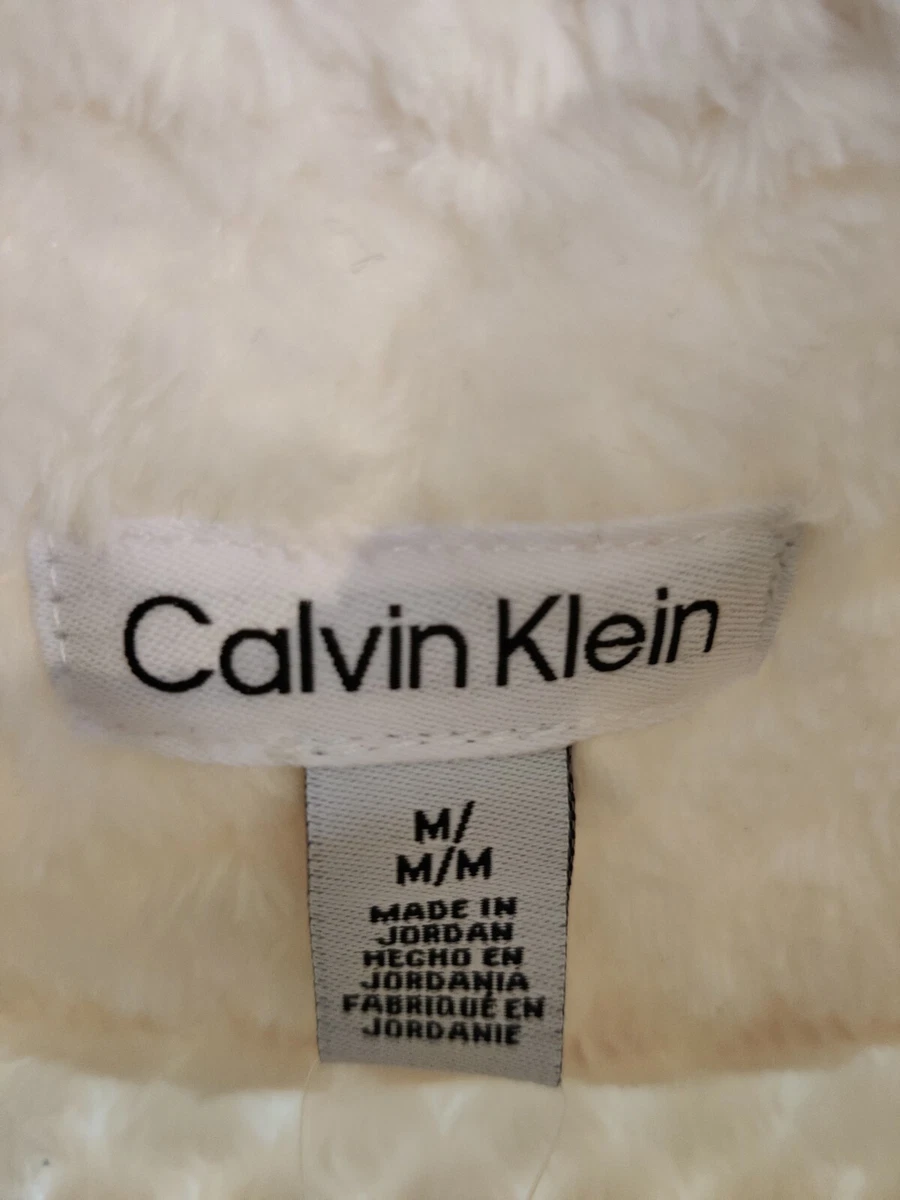 Calvin Klein
M/
M/M
MADE IN
JORDAN
HECHO EN
JORDANIA
FABRIQUÉ EN
JORDANIE